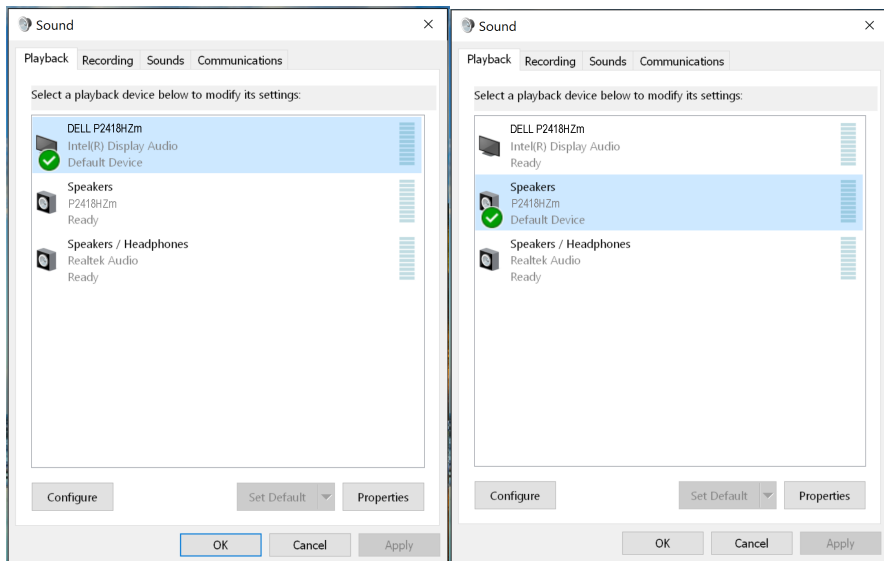 Sound
Playback Recording Sounds Communications
Select a playback device below to modify its settings:
DELL P2418HZm
Intel(R) Display Audio
Default Device
Speakers
P2418HZm
Ready
Speakers / Headphones
Realtek Audio
Ready
Configure Set Default Properties
OK Cancel Apply
Sound
Playback Recording Sounds Communications
Select a playback device below to modify its settings:
DELL P2418HZm
Intel(R) Display Audio
Ready
Speakers
P2418HZm
Default Device
Speakers / Headphones
Realtek Audio
Ready
Configure Set Default Properties
OK Cancel Apply